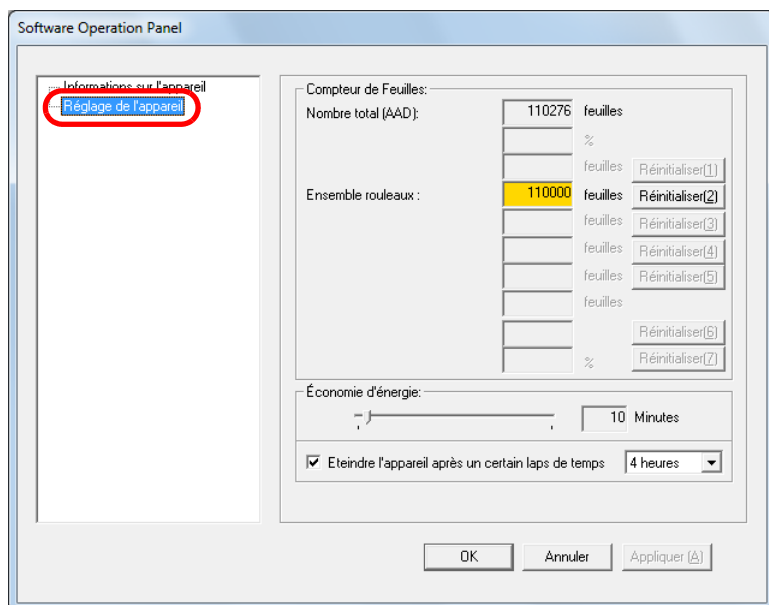 Software Operation Panel
Informations sur l'appareil
Réglage de l'appareil
Compteur de Feuilles:
Nombre total (AAD): 110276 feuilles
%
feuilles Réinitialiser(1)
Ensemble rouleaux : 110000 feuilles Réinitialiser(2)
feuilles Réinitialiser(3)
feuilles Réinitialiser(4)
feuilles Réinitialiser(5)
feuilles
Réinitialiser(6)
% Réinitialiser(7)
Économie d'énergie:
10 Minutes
Eteindre l'appareil après un certain laps de temps 4 heures
OK Annuler Appliquer (A)